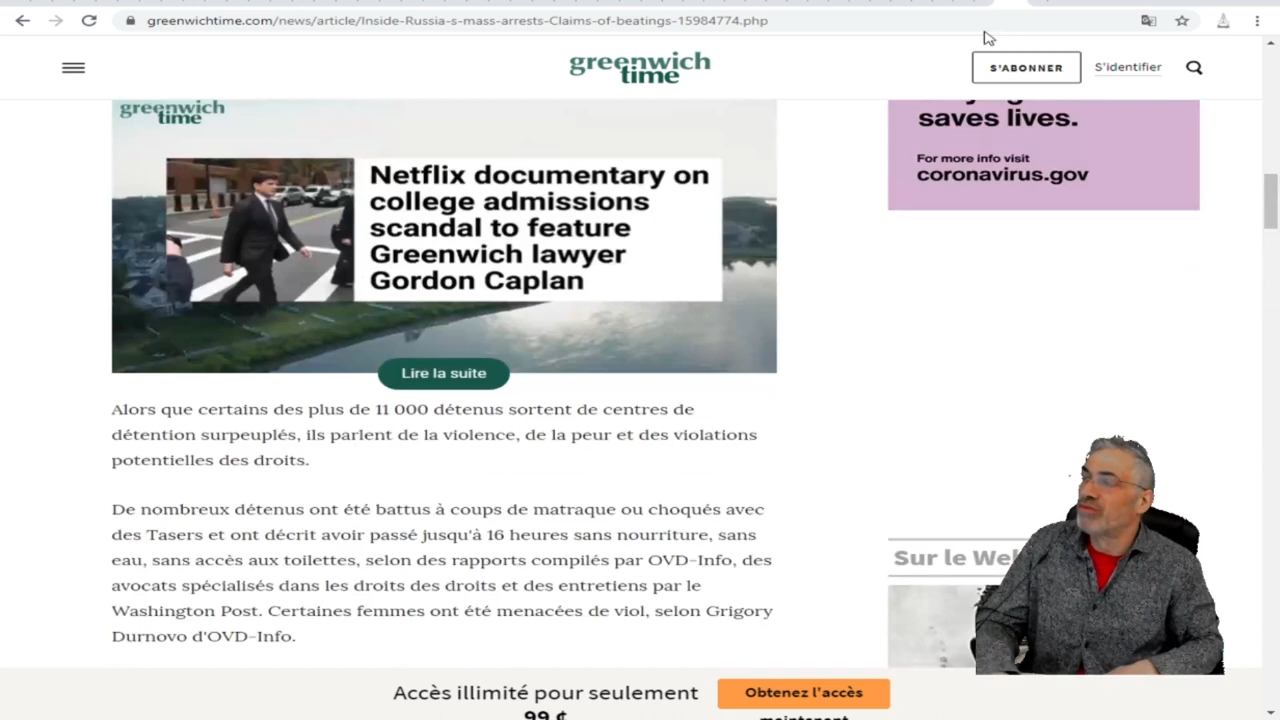 greenwichtime.com/news/article/Inside-Russia-s-mass-arrests-Claims-of-beatings-15984774.php
greenwich
time
S'ABONNER
S'identifier
greenwich
time
Netflix documentary on
college admissions
scandal to feature
Greenwich lawyer
Gordon Caplan
Lire la suite
saves lives.
For more info visit
coronavirus.gov
Alors que certains des plus de 11 000 détenus sortent de centres de
détention surpeuplés, ils parlent de la violence, de la peur et des violations
potentielles des droits.
De nombreux détenus ont été battus à coups de matraque ou choqués avec
des Tasers et ont décrit avoir passé jusqu'à 16 heures sans nourriture, sans
eau, sans accès aux toilettes, selon des rapports compilés par OVD-Info, des
avocats spécialisés dans les droits des droits et des entretiens par le
Washington Post. Certaines femmes ont été menacées de viol, selon Grigory
Durnovo d'OVD-Info.
Sur le We
Accès illimité pour seulement
99 ¢
Obtenez l'accès
maintenant